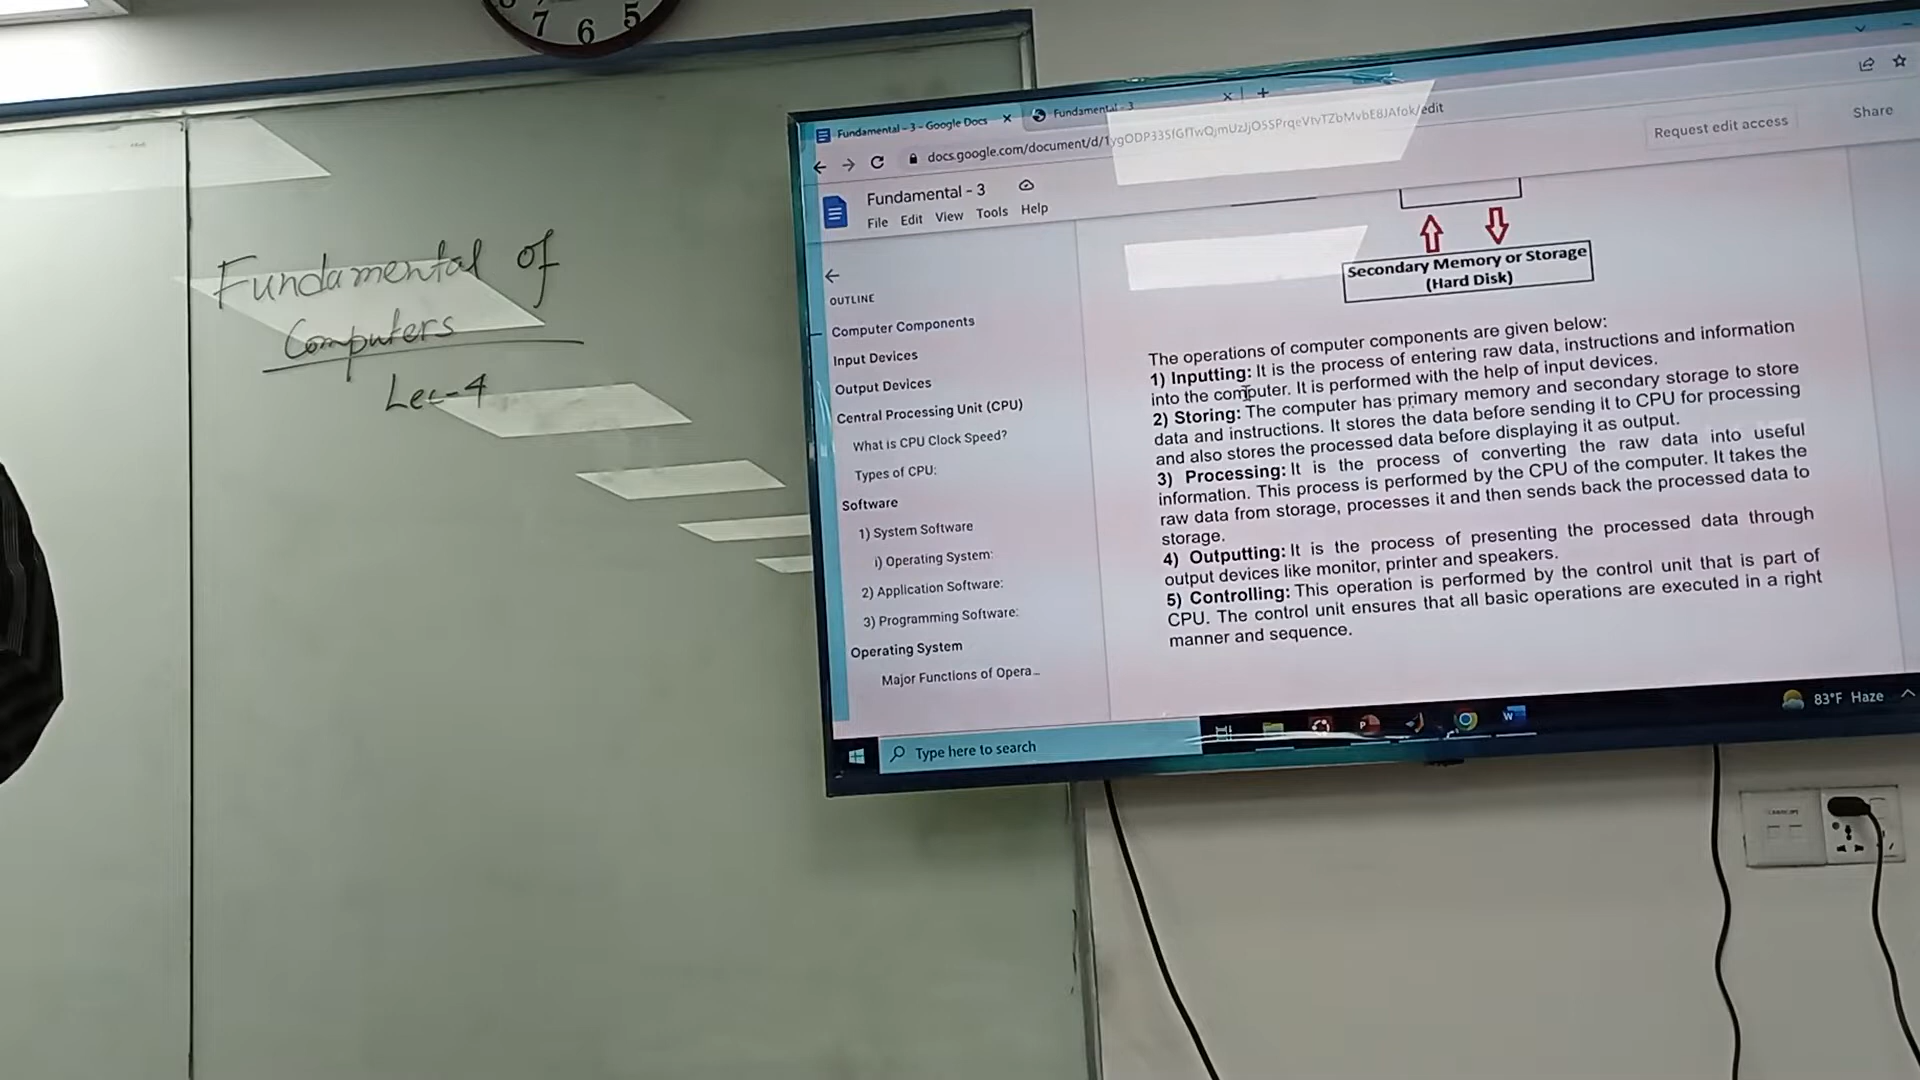 7 6 5
Fundamental of
Computers
Lec-4
Fundamental - 3 - Google Docs
Fundamental - 3
Fundamental - 3
File Edit View Tools Help
Request edit access
Share
OUTLINE
Computer Components
Input Devices
Output Devices
Central Processing Unit (CPU)
What is CPU Clock Speed?
Types of CPU:
Software
1) System Software
i) Operating System:
2) Application Software:
3) Programming Software:
Operating System
Major Functions of Opera...
Secondary Memory or Storage
(Hard Disk)
The operations of computer components are given below:
1) Inputting: It is the process of entering raw data, instructions and information
into the computer. It is performed with the help of input devices.
2) Storing: The computer has primary memory and secondary storage to store
data and instructions. It stores the data before sending it to CPU for processing
and also stores the processed data before displaying it as output.
3) Processing: It is the process of converting the raw data into useful
information. This process is performed by the CPU of the computer. It takes the
raw data from storage, processes it and then sends back the processed data to
storage.
4) Outputting: It is the process of presenting the processed data through
output devices like monitor, printer and speakers.
5) Controlling: This operation is performed by the control unit that is part of
CPU. The control unit ensures that all basic operations are executed in a right
manner and sequence.
Type here to search
83°F Haze